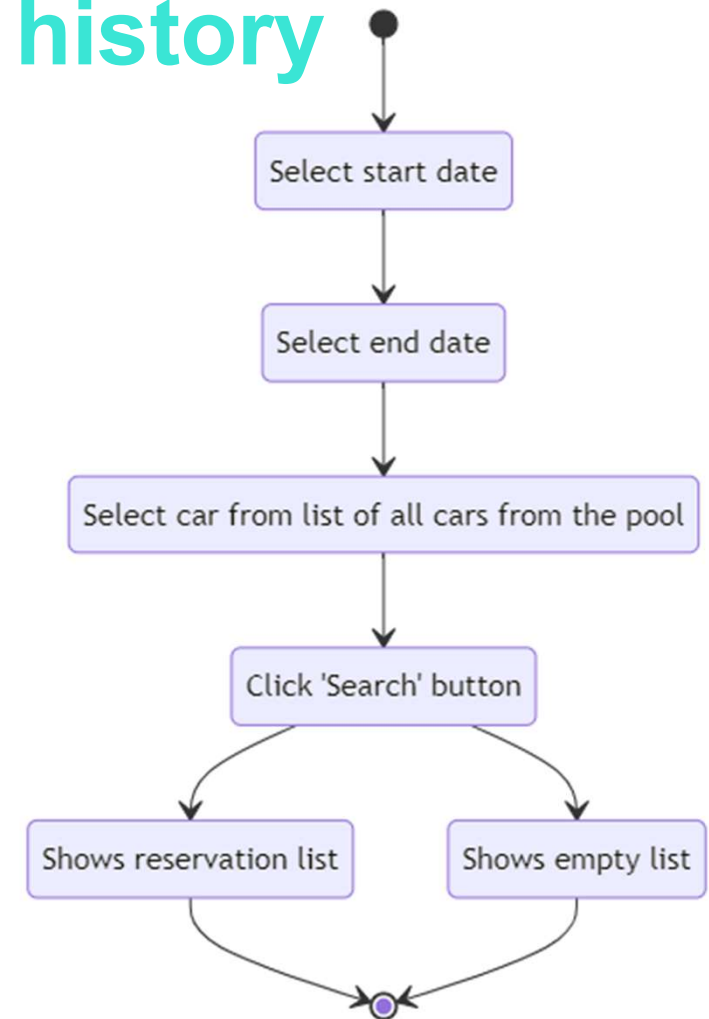 history
Select start date
Select end date
Select car from list of all cars from the pool
Click 'Search' button
Shows reservation list
Shows empty list